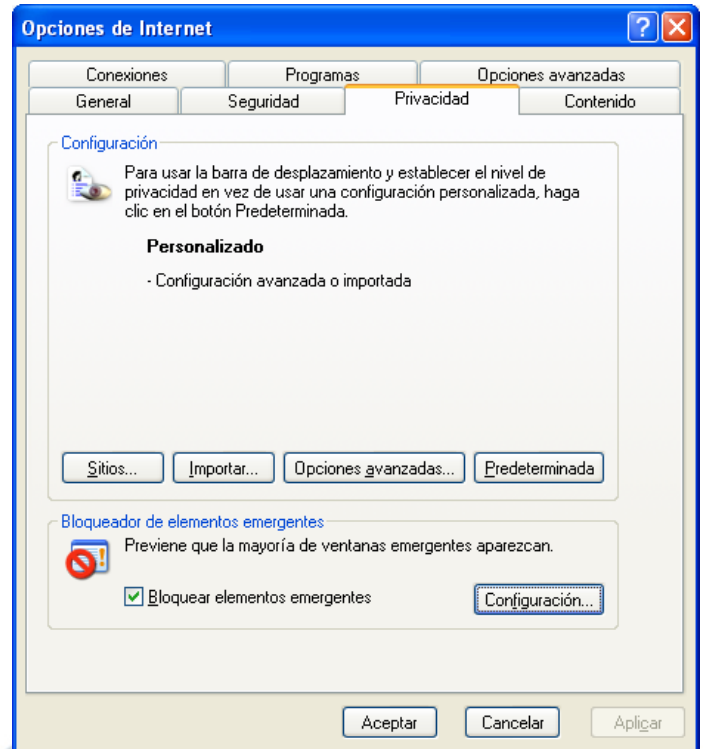 Opciones de Internet
Conexiones Programas Opciones avanzadas
General Seguridad Privacidad Contenido
Configuración
Para usar la barra de desplazamiento y establecer el nivel de
privacidad en vez de usar una configuración personalizada, haga
clic en el botón Predeterminada.
Personalizado
- Configuración avanzada o importada
Sitios... Importar... Opciones avanzadas... Predeterminada
Bloqueador de elementos emergentes
Previene que la mayoría de ventanas emergentes aparezcan.
Bloquear elementos emergentes Configuración...
Aceptar Cancelar Aplicar